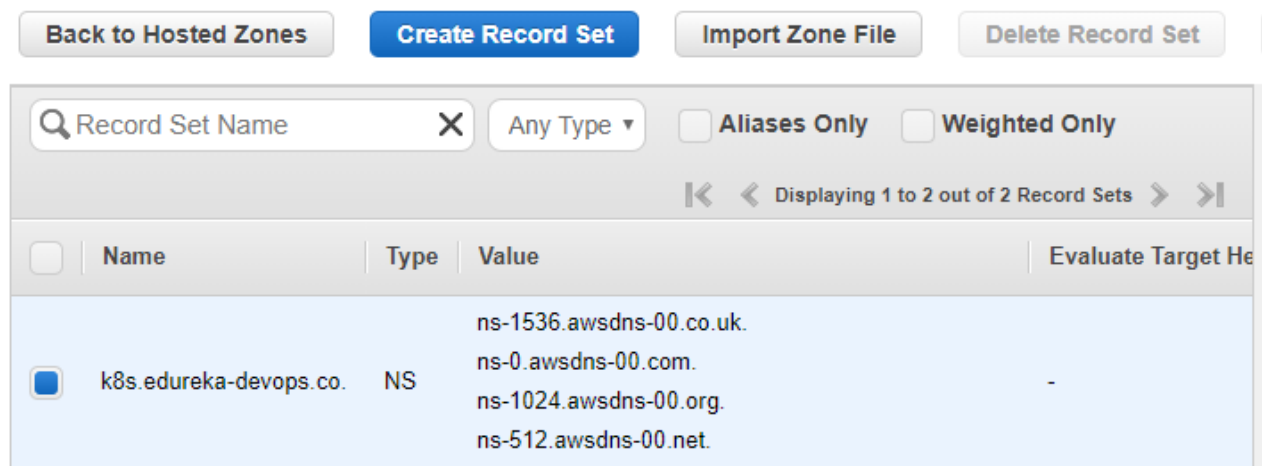 Back to Hosted Zones Create Record Set Import Zone File Delete Record Set
Record Set Name Any Type Aliases Only Weighted Only
Displaying 1 to 2 out of 2 Record Sets
Name Type Value Evaluate Target He
ns-1536.awsdns-00.co.uk.
ns-0.awsdns-00.com.
k8s.edureka-devops.co. NS -
ns-1024.awsdns-00.org.
ns-512.awsdns-00.net.